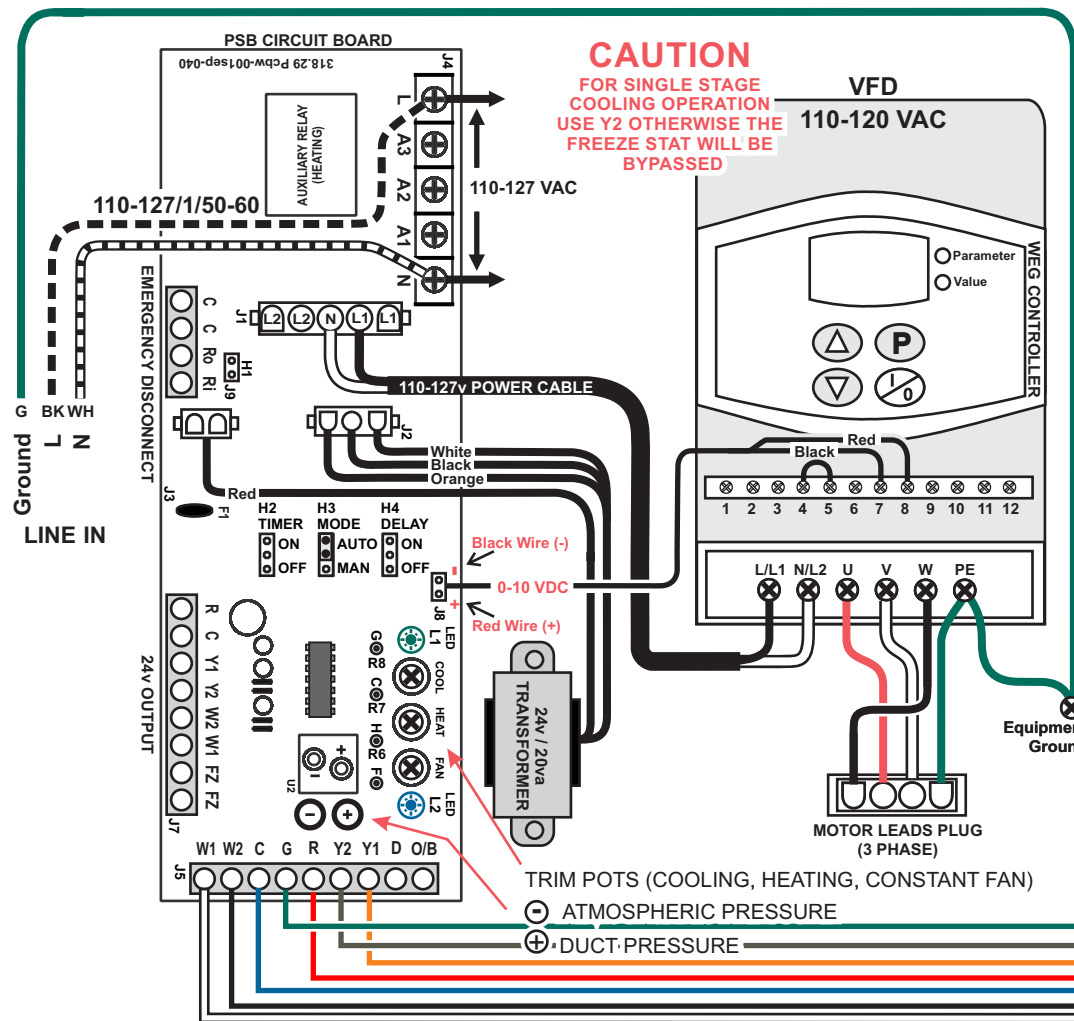 PSB CIRCUIT BOARD
318.29 Pcbw-001sep-040
J4
L
A3
A2
A1
N
AUXILIARY RELAY
(HEATING)
110-127 VAC
110-127/1/50-60
CAUTION
FOR SINGLE STAGE
COOLING OPERATION
USE Y2 OTHERWISE THE
FREEZE STAT WILL BE
BYPASSED
VFD
110-120 VAC
Parameter
Value
WEG CONTROLLER
P
I
0
EMERGENCY DISCONNECT
C
C
Ro
Ri
J1
L2
L2
N
L1
L1
H1
J9
110-127v POWER CABLE
G
BK
WH
Ground
L
N
LINE IN
J2
White
Black
Orange
Red
J3
F1
Red
Black
1 2 3 4 5 6 7 8 9 10 11 12
H2
TIMER
ON
OFF
H3
MODE
AUTO
MAN
H4
DELAY
ON
OFF
Black Wire (-)
-
0-10 VDC
+
Red Wire (+)
J8
L/L1 N/L2 U V W PE
24v OUTPUT
R
C
Y1
Y2
W2
W1
FZ
FZ
J7
G
R8
C
R7
H
R6
F
LED
L1
COOL
HEAT
FAN
LED
L2
U2
-
+
-
+
24v / 20va
TRANSFORMER
Equipmen
Ground
MOTOR LEADS PLUG
(3 PHASE)
J5
W1 W2 C G R Y2 Y1 D O/B
TRIM POTS (COOLING, HEATING, CONSTANT FAN)
- ATMOSPHERIC PRESSURE
+ DUCT PRESSURE